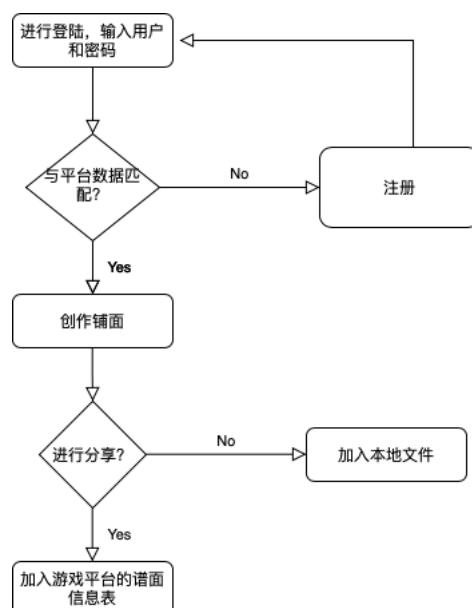 进行登陆，输入用户
和密码
与平台数据匹
配？
No
注册
Yes
创作铺面
进行分享？
No
加入本地文件
Yes
加入游戏平台的谱面
信息表